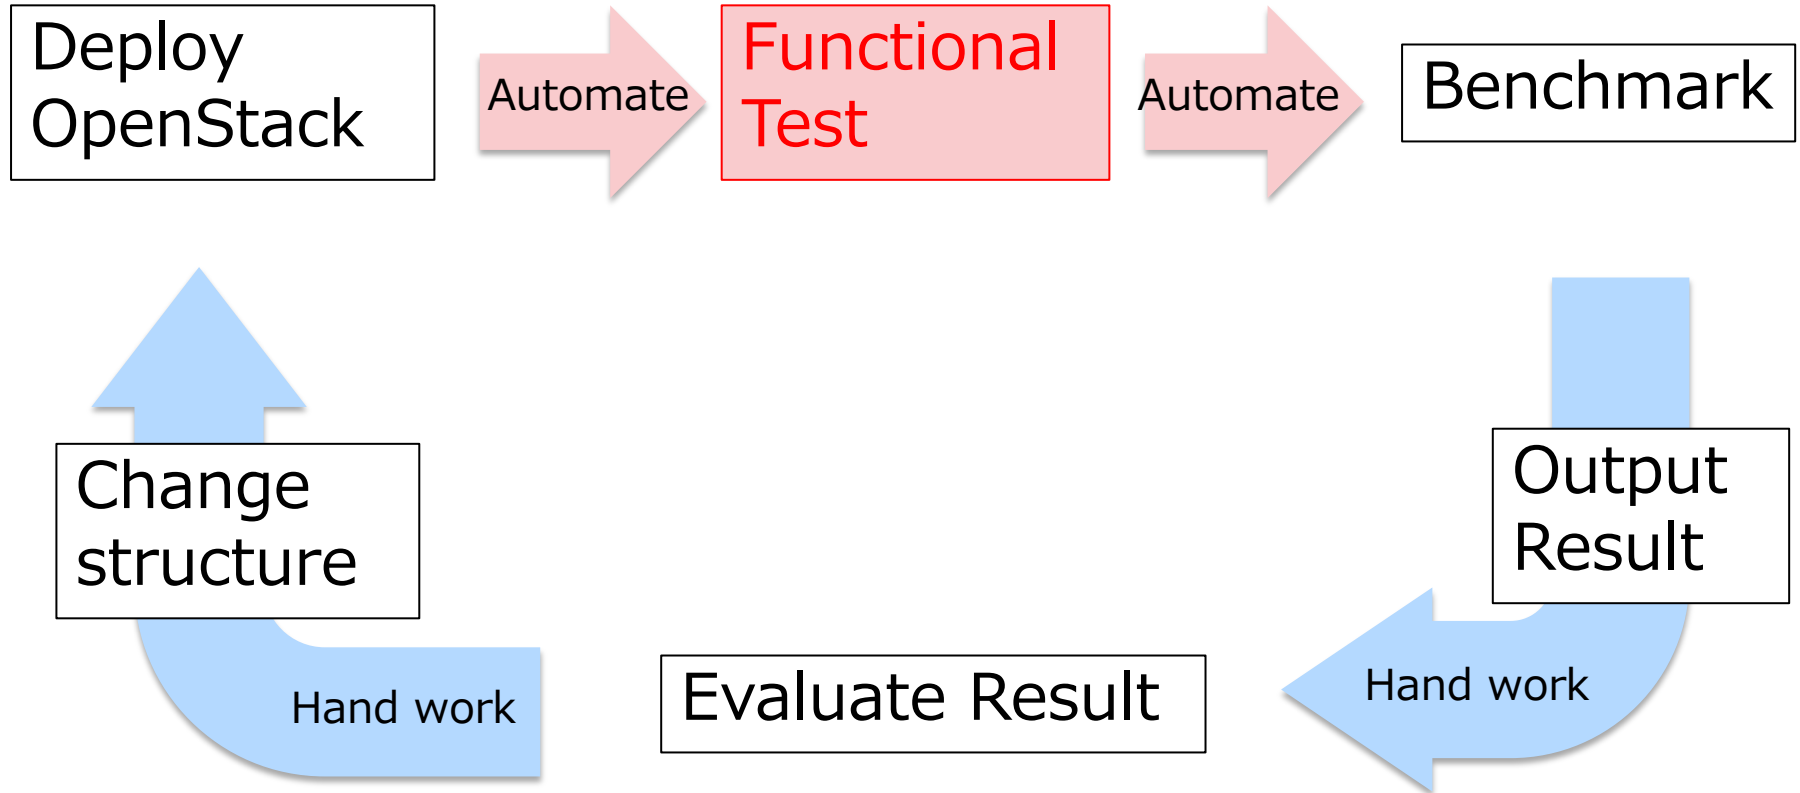 Deploy
OpenStack
Automate
Functional
Test
Automate
Benchmark
Change
structure
Output
Result
Hand work
Evaluate Result
Hand work